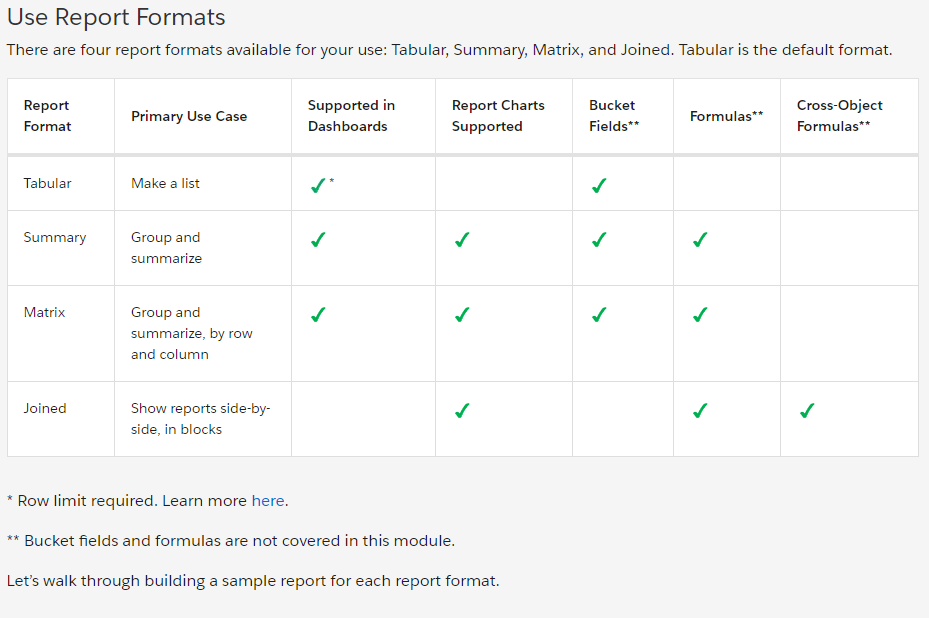 Use Report Formats
There are four report formats available for your use: Tabular, Summary, Matrix, and Joined. Tabular is the default format.
Report Format | Primary Use Case | Supported in Dashboards | Report Charts Supported | Bucket Fields** | Formulas** | Cross-Object Formulas**
Tabular | Make a list | ✓* | | ✓ | |
Summary | Group and summarize | ✓ | ✓ | ✓ | ✓ |
Matrix | Group and summarize, by row and column | ✓ | ✓ | ✓ | ✓ |
Joined | Show reports side-by-side, in blocks | | ✓ | | ✓ | ✓
* Row limit required. Learn more here.
** Bucket fields and formulas are not covered in this module.
Let’s walk through building a sample report for each report format.